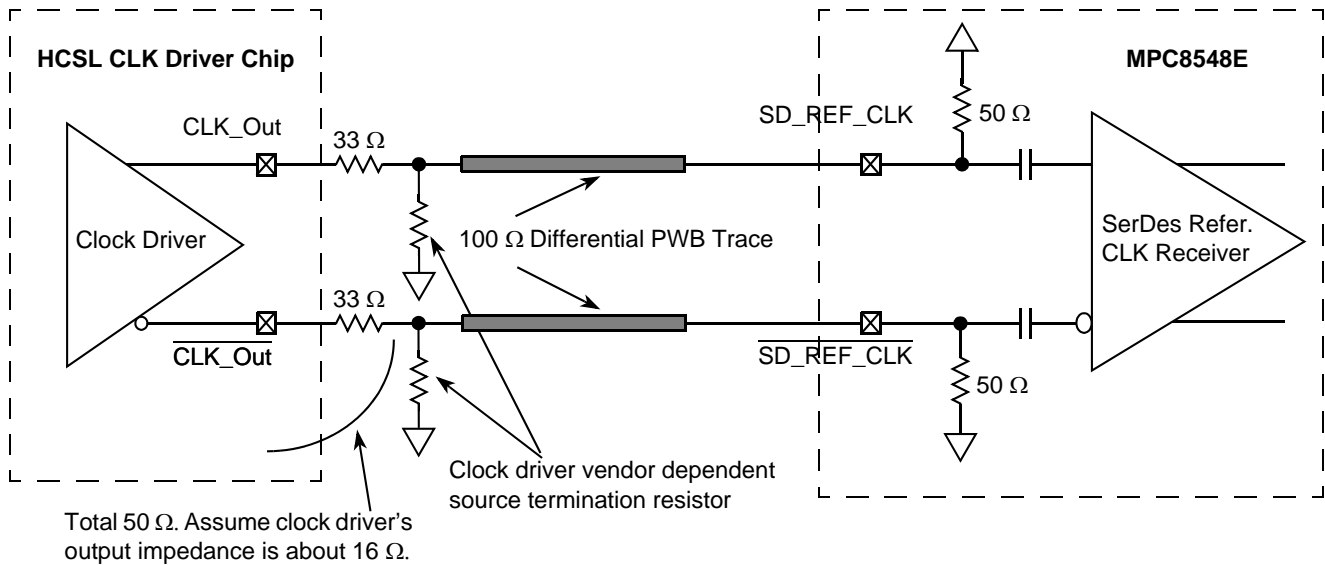 HCSL CLK Driver Chip
MPC8548E
CLK_Out
33 Ω
SD_REF_CLK
50 Ω
Clock Driver
100 Ω Differential PWB Trace
SerDes Refer.
CLK Receiver
33 Ω
CLK_Out
SD_REF_CLK
50 Ω
Clock driver vendor dependent
source termination resistor
Total 50 Ω. Assume clock driver's
output impedance is about 16 Ω.